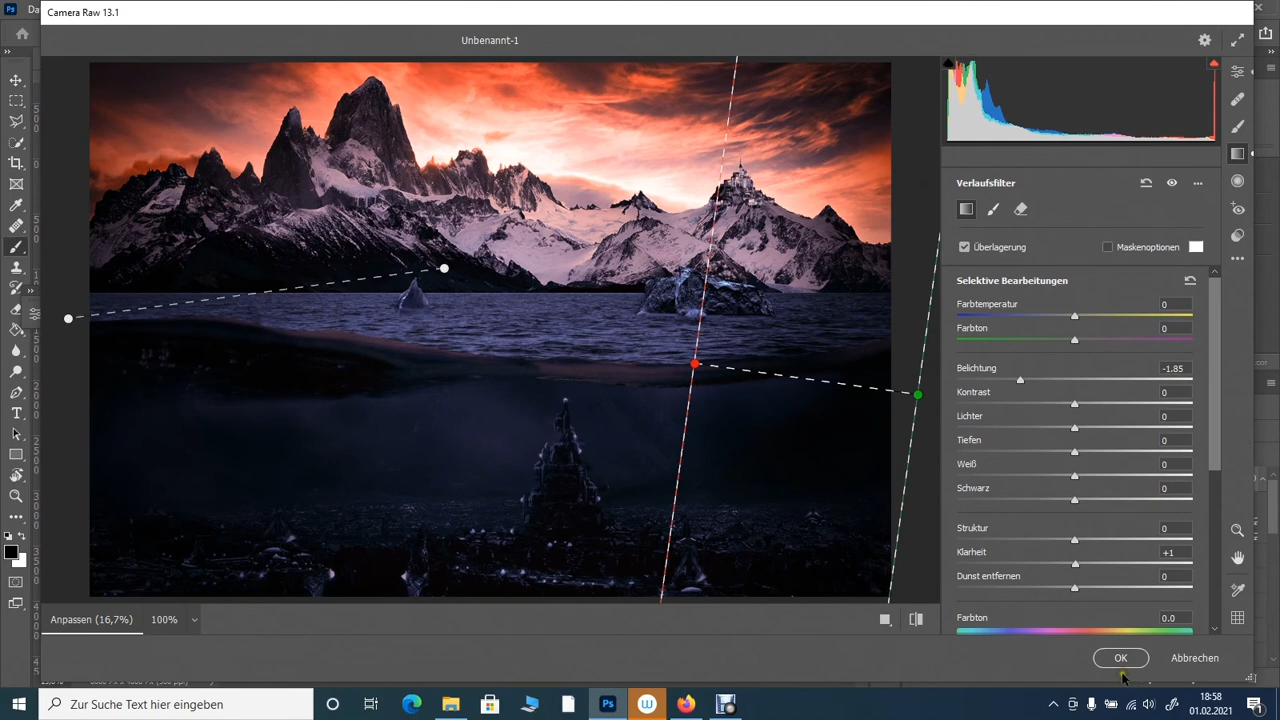 Camera Raw 13.1
Unbenannt-1
Verlaufsfilter
Überlagerung
Maskenoptionen
Selektive Bearbeitungen
Farbtemperatur 0
Farbton 0
Belichtung -1.85
Kontrast 0
Lichter 0
Tiefen 0
Weiß 0
Schwarz 0
Struktur 0
Klarheit +1
Dunst entfernen 0
Farbton 0.0
Anpassen (16,7%) 100%
OK Abbrechen
Zur Suche Text hier eingeben
Ps
18:58
01.02.2021